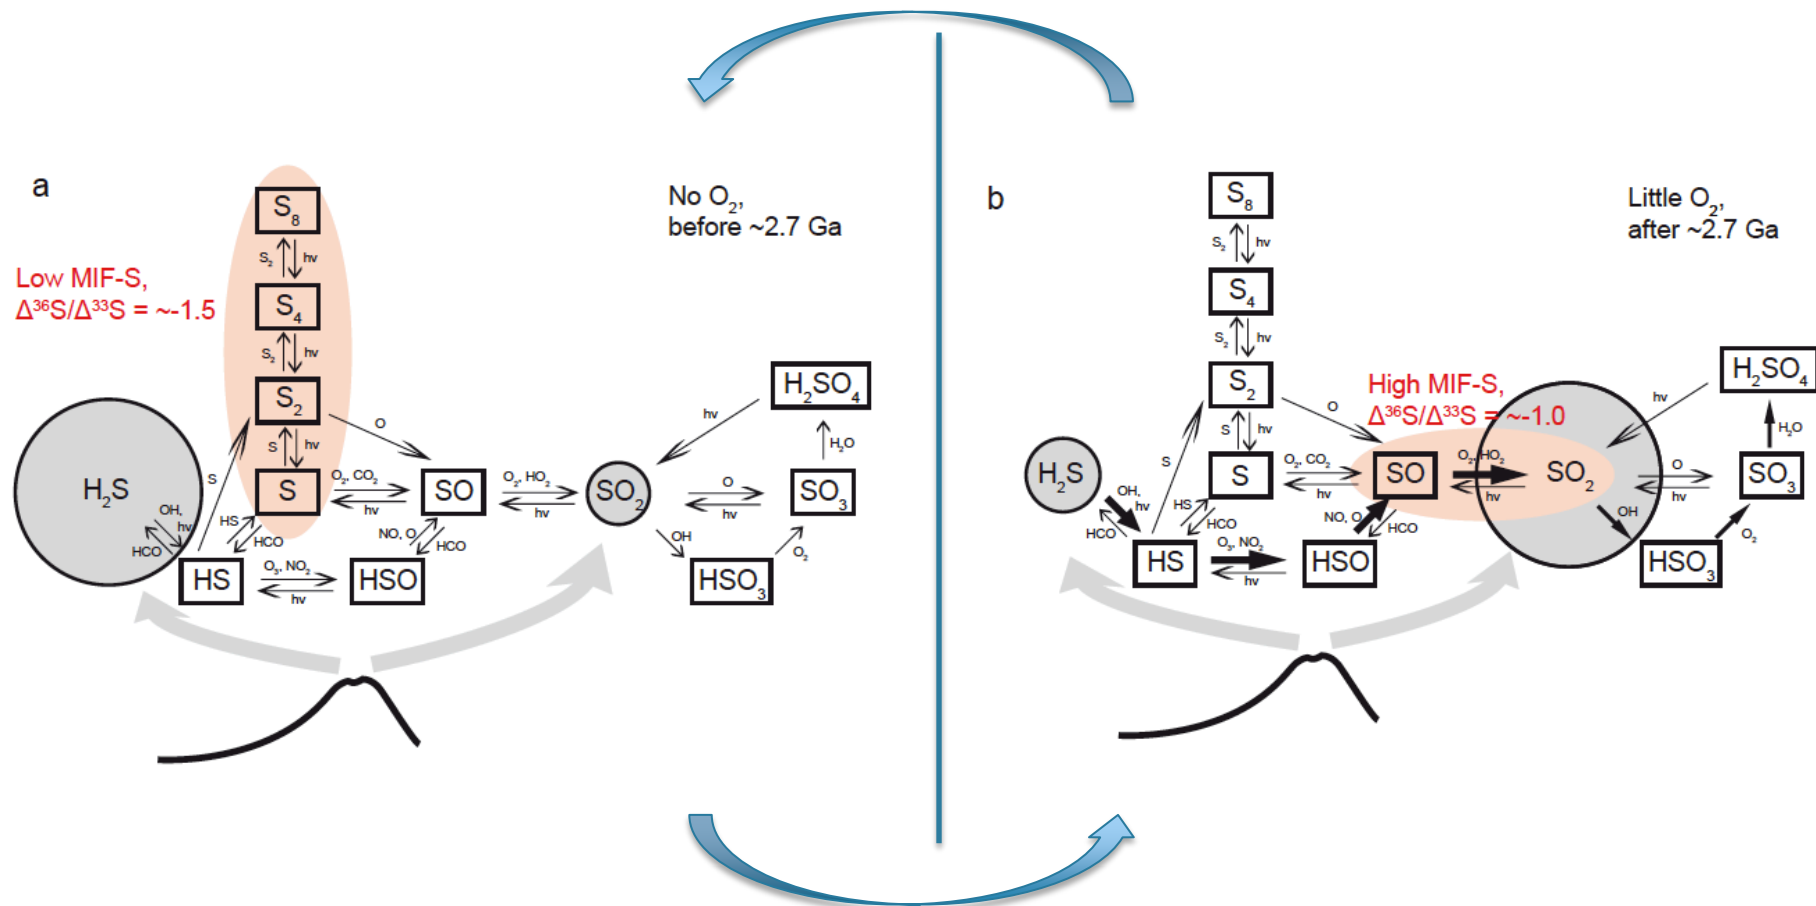 a
No O₂,
before ~2.7 Ga
Low MIF-S,
Δ³⁶S/Δ³³S = ~-1.5
S₈
S₂
hv
S₄
S₂
hv
S₂
S
hv
O
S
H₂S
OH,
hv
HCO
S
HS
HCO
HS
O₃, NO₂
hv
HSO
NO, O
HCO
O₂, CO₂
hv
SO
O₂, HO₂
hv
SO₂
hv
H₂SO₄
H₂O
O
hv
SO₃
OH
O₂
HSO₃
b
Little O₂,
after ~2.7 Ga
High MIF-S,
Δ³⁶S/Δ³³S = ~-1.0
S₈
S₂
hv
S₄
S₂
hv
S₂
S
hv
O
S
H₂S
OH,
hv
HCO
S
HS
HCO
HS
O₃, NO₂
hv
HSO
NO, O
HCO
O₂, CO₂
hv
SO
O₂, HO₂
hv
SO₂
hv
H₂SO₄
H₂O
O
hv
SO₃
OH
O₂
HSO₃